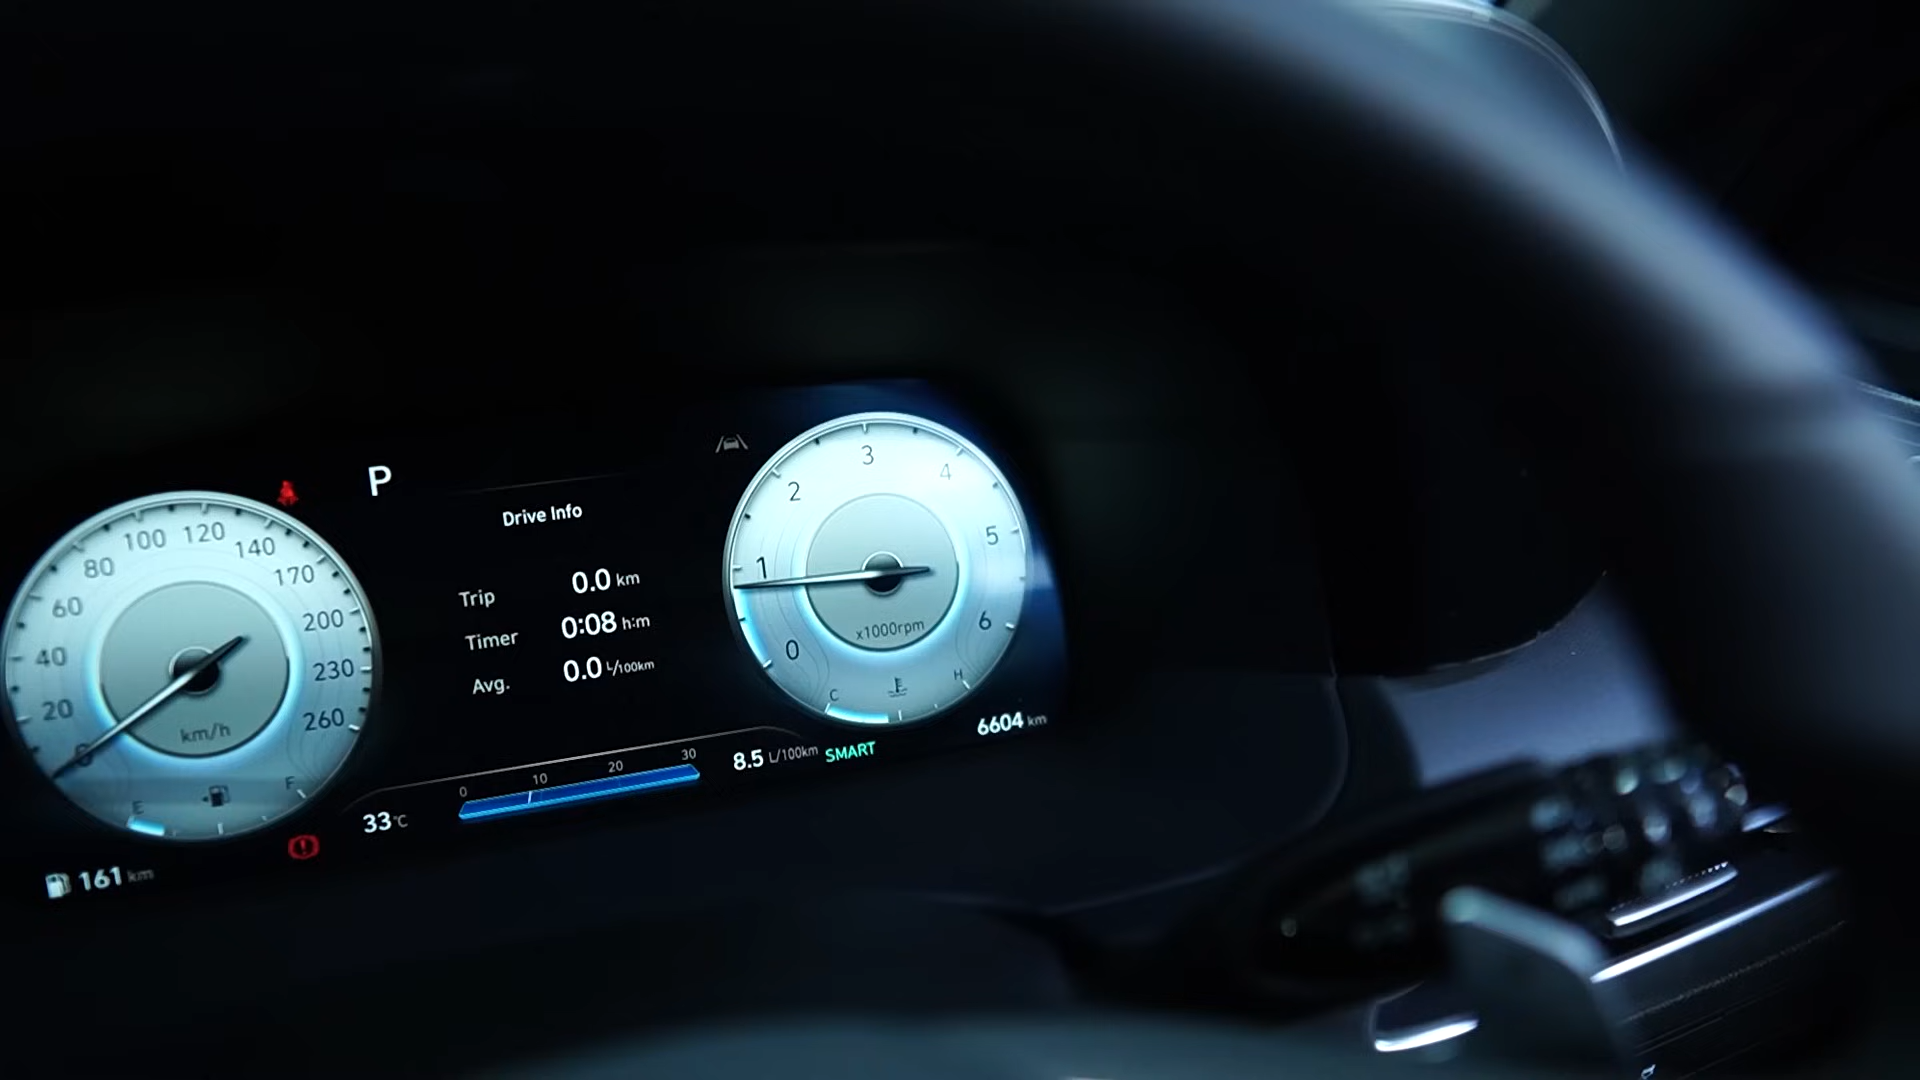 P
Drive Info
Trip 0.0 km
Timer 0:08 h:m
Avg. 0.0 L/100km
0 20 40 60 80 100 120 140 170 200 230 260
km/h
E F
161 km
33°C
0 10 20 30
8.5 L/100km SMART
0 1 2 3 4 5 6
x1000rpm
C H
6604 km